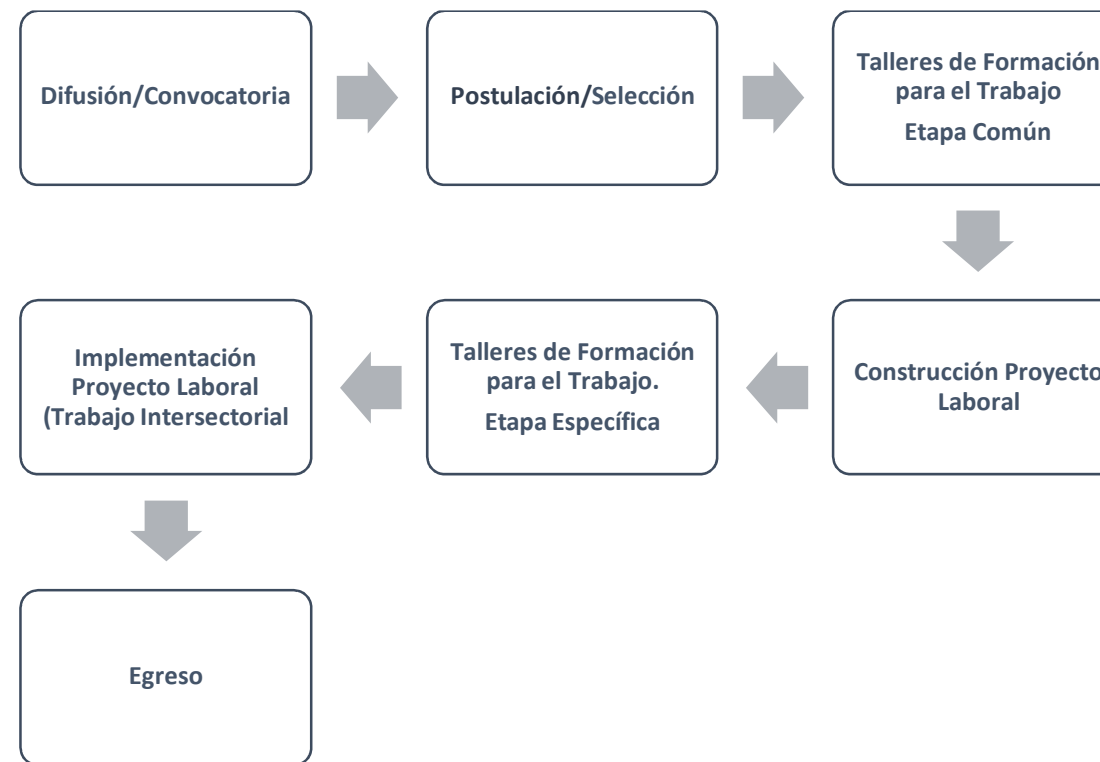 Difusión/Convocatoria
Postulación/Selección
Talleres de Formación
para el Trabajo
Etapa Común
Construcción Proyecto
Laboral
Talleres de Formación
para el Trabajo.
Etapa Específica
Implementación
Proyecto Laboral
(Trabajo Intersectorial
Egreso